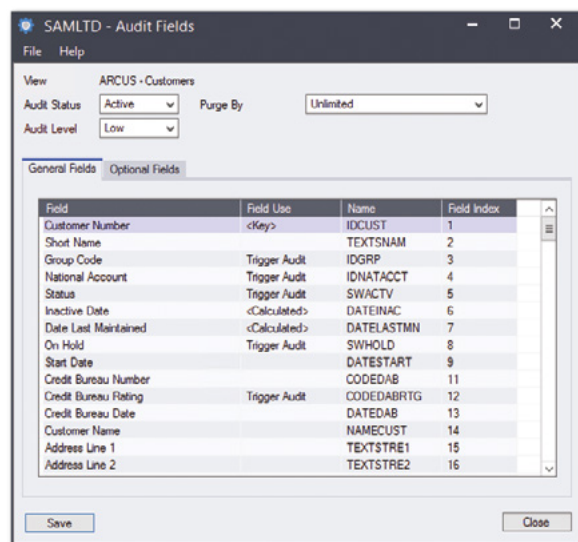 SAMLTD - Audit Fields
File Help
View ARCUS - Customers
Audit Status Active Purge By Unlimited
Audit Level Low
General Fields Optional Fields
Field Field Use Name Field Index
Customer Number <Key> IDCUST 1
Short Name TEXTSNAM 2
Group Code Trigger Audit IDGRP 3
National Account Trigger Audit IDNATACCT 4
Status Trigger Audit SWACTV 5
Inactive Date <Calculated> DATEINAC 6
Date Last Maintained <Calculated> DATELASTMN 7
On Hold Trigger Audit SWHOLD 8
Start Date DATESTART 9
Credit Bureau Number CODEDAB 11
Credit Bureau Rating Trigger Audit CODEDABRTG 12
Credit Bureau Date DATEDAB 13
Customer Name NAMECUST 14
Address Line 1 TEXTSTRE1 15
Address Line 2 TEXTSTRE2 16
Save Close